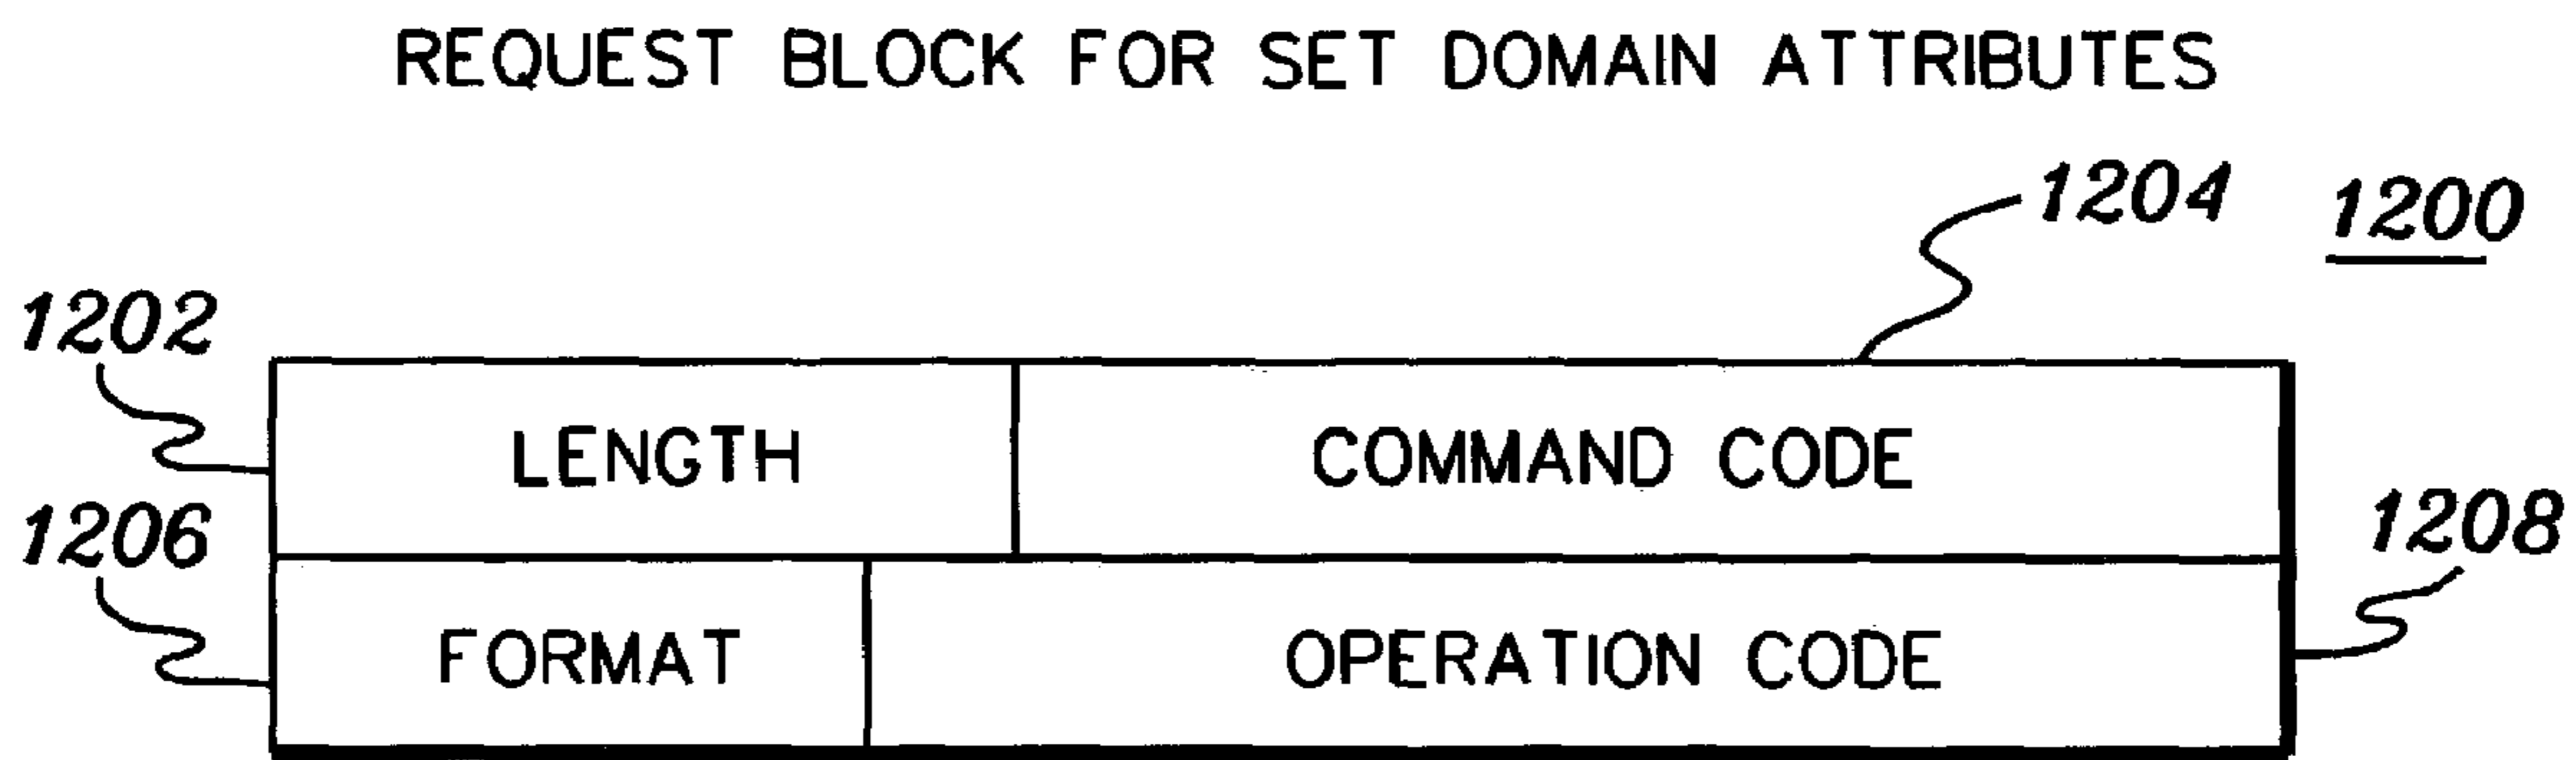 REQUEST BLOCK FOR SET DOMAIN ATTRIBUTES
1204 1200
1202
LENGTH COMMAND CODE
1206 1208
FORMAT OPERATION CODE